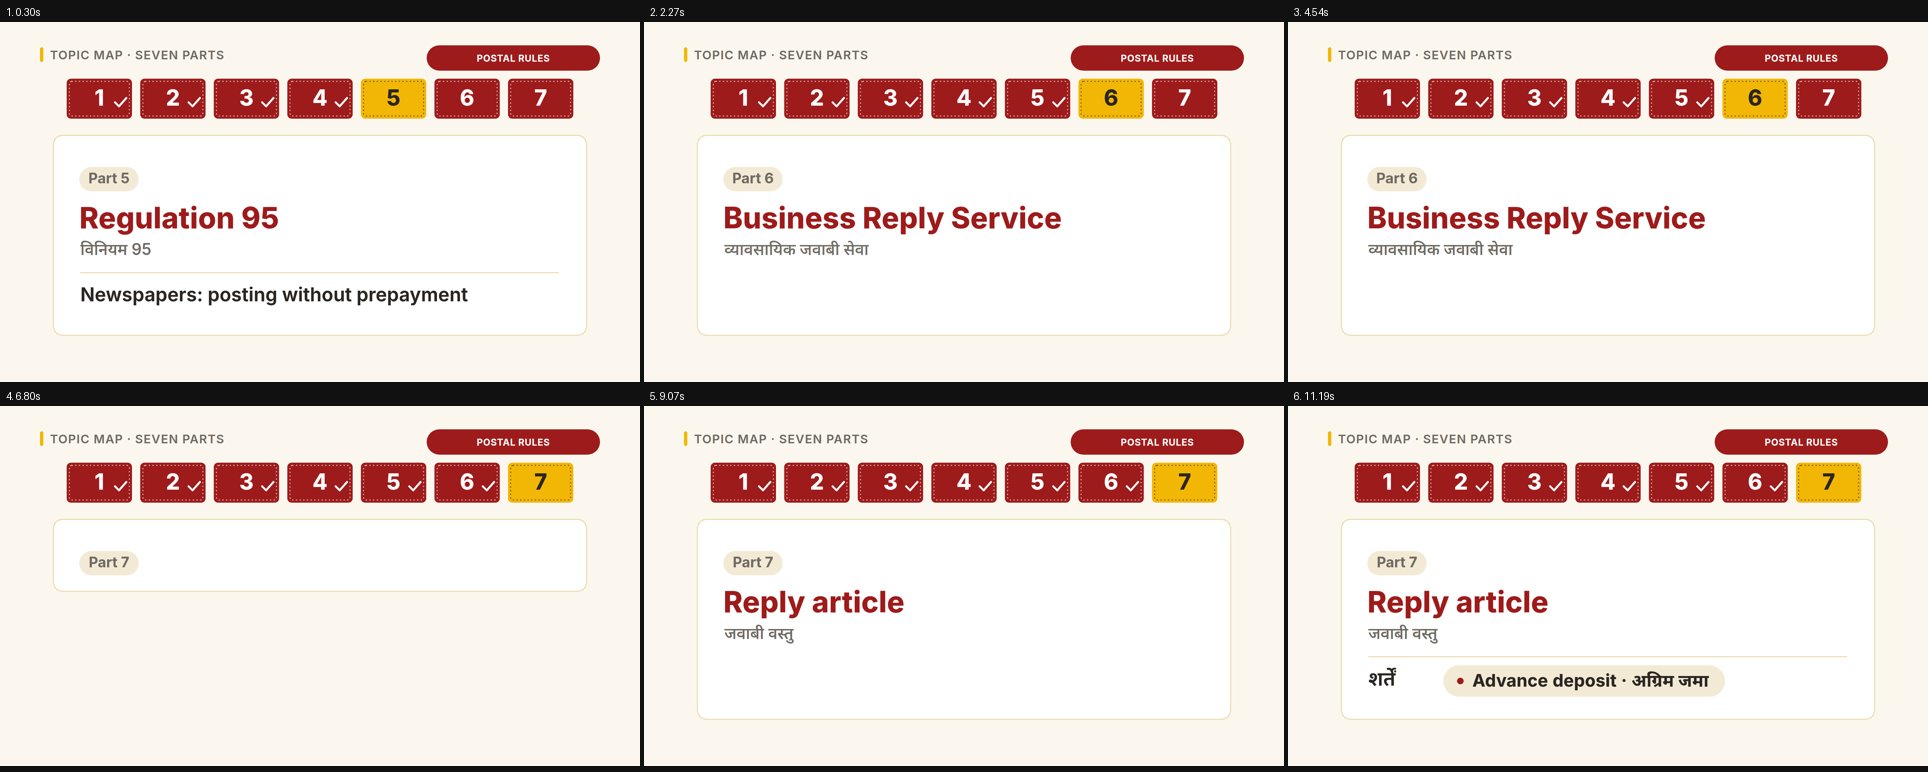 1. 0.30s
TOPIC MAP · SEVEN PARTS
POSTAL RULES
1 2 3 4 5 6 7
Part 5
Regulation 95
विनियम 95
Newspapers: posting without prepayment
2. 2.27s
TOPIC MAP · SEVEN PARTS
POSTAL RULES
1 2 3 4 5 6 7
Part 6
Business Reply Service
व्यावसायिक जवाबी सेवा
3. 4.54s
TOPIC MAP · SEVEN PARTS
POSTAL RULES
1 2 3 4 5 6 7
Part 6
Business Reply Service
व्यावसायिक जवाबी सेवा
4. 6.80s
TOPIC MAP · SEVEN PARTS
POSTAL RULES
1 2 3 4 5 6 7
Part 7
5. 9.07s
TOPIC MAP · SEVEN PARTS
POSTAL RULES
1 2 3 4 5 6 7
Part 7
Reply article
जवाबी वस्तु
6. 11.19s
TOPIC MAP · SEVEN PARTS
POSTAL RULES
1 2 3 4 5 6 7
Part 7
Reply article
जवाबी वस्तु
शर्तें • Advance deposit · अग्रिम जमा